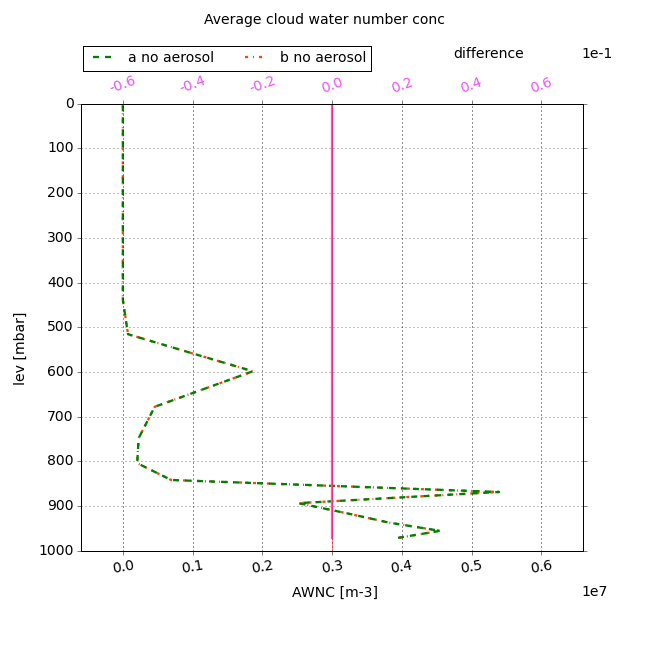 Average cloud water number conc
a no aerosol b no aerosol difference 1e-1
-0.6 -0.4 -0.2 0.0 0.2 0.4 0.6
0
100
200
300
400
500
600
700
800
900
1000
lev [mbar]
0.0 0.1 0.2 0.3 0.4 0.5 0.6
AWNC [m-3] 1e7